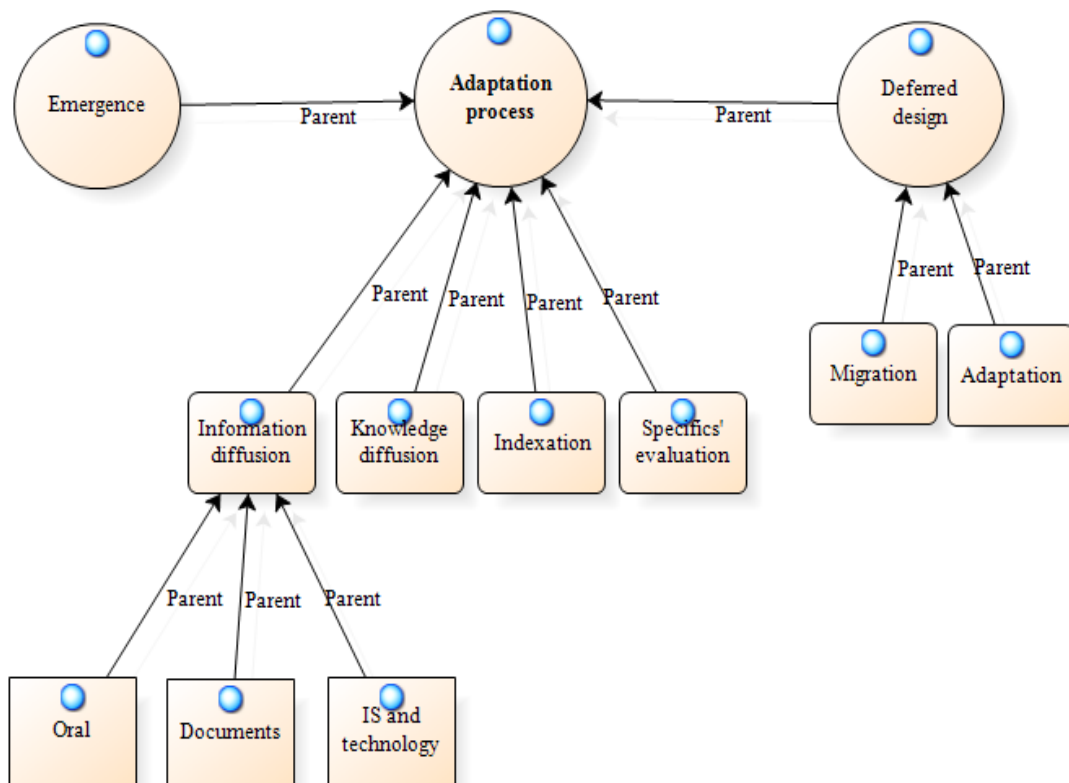 Emergence
Parent
Adaptation
process
Parent
Deferred
design
Parent
Parent
Parent
Parent
Parent
Parent
Migration
Adaptation
Information
diffusion
Knowledge
diffusion
Indexation
Specifics'
evaluation
Parent
Parent
Parent
Oral
Documents
IS and
technology